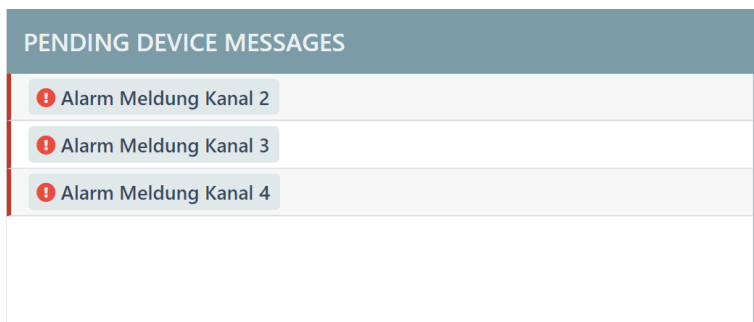 PENDING DEVICE MESSAGES
Alarm Meldung Kanal 2
Alarm Meldung Kanal 3
Alarm Meldung Kanal 4